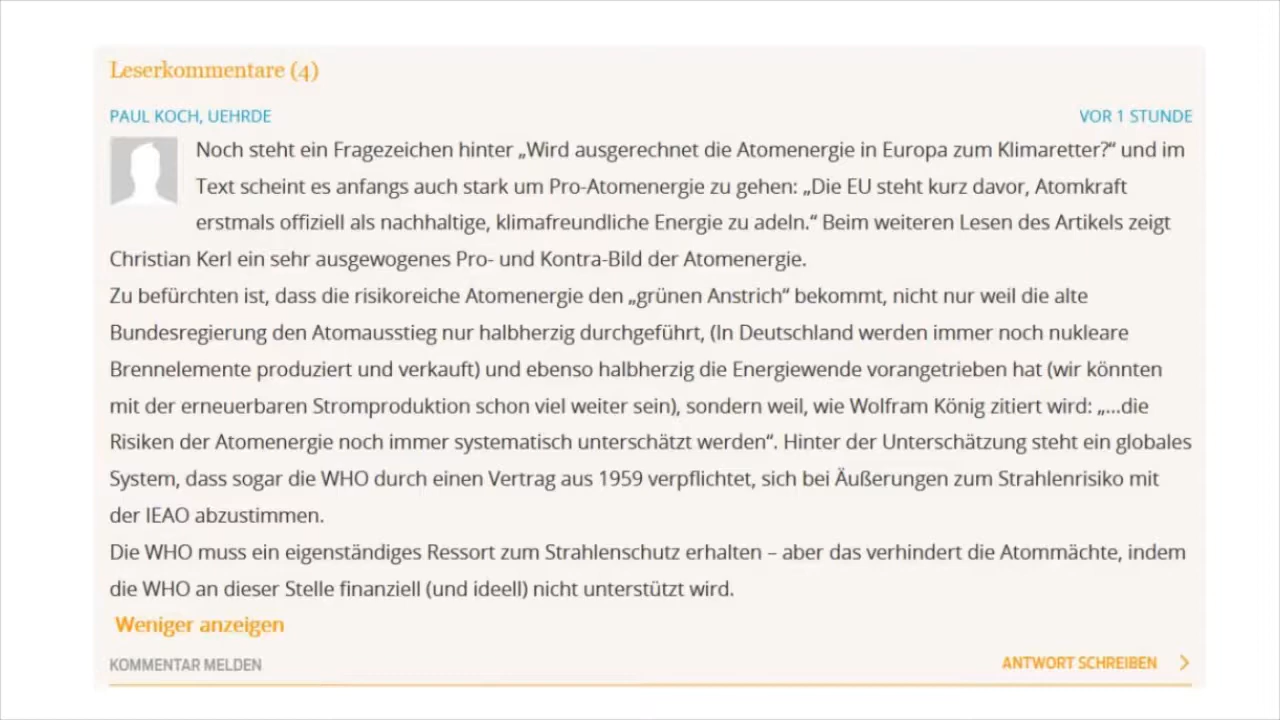 Leserkommentare (4)
PAUL KOCH, UEHRDE
VOR 1 STUNDE
Noch steht ein Fragezeichen hinter „Wird ausgerechnet die Atomenergie in Europa zum Klimaretter?“ und im
Text scheint es anfangs auch stark um Pro-Atomenergie zu gehen: „Die EU steht kurz davor, Atomkraft
erstmals offiziell als nachhaltige, klimafreundliche Energie zu adeln.“ Beim weiteren Lesen des Artikels zeigt
Christian Kerl ein sehr ausgewogenes Pro- und Kontra-Bild der Atomenergie.
Zu befürchten ist, dass die risikoreiche Atomenergie den „grünen Anstrich“ bekommt, nicht nur weil die alte
Bundesregierung den Atomausstieg nur halbherzig durchgeführt, (In Deutschland werden immer noch nukleare
Brennelemente produziert und verkauft) und ebenso halbherzig die Energiewende vorangetrieben hat (wir könnten
mit der erneuerbaren Stromproduktion schon viel weiter sein), sondern weil, wie Wolfram König zitiert wird: „...die
Risiken der Atomenergie noch immer systematisch unterschätzt werden“. Hinter der Unterschätzung steht ein globales
System, dass sogar die WHO durch einen Vertrag aus 1959 verpflichtet, sich bei Äußerungen zum Strahlenrisiko mit
der IEAO abzustimmen.
Die WHO muss ein eigenständiges Ressort zum Strahlenschutz erhalten – aber das verhindert die Atommächte, indem
die WHO an dieser Stelle finanziell (und ideell) nicht unterstützt wird.
Weniger anzeigen
KOMMENTAR MELDEN
ANTWORT SCHREIBEN